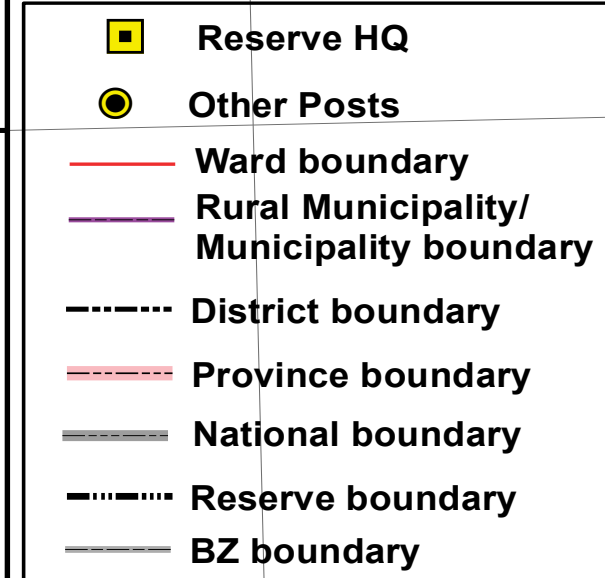 Reserve HQ
Other Posts
Ward boundary
Rural Municipality/
Municipality boundary
District boundary
Province boundary
National boundary
Reserve boundary
BZ boundary